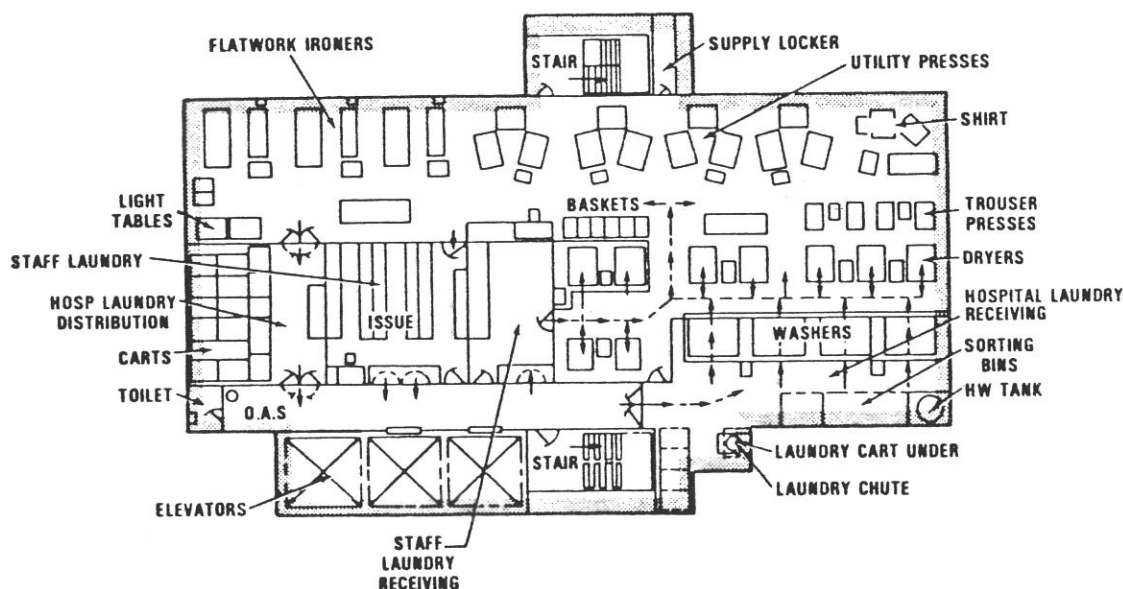 FLATWORK IRONERS
STAIR
SUPPLY LOCKER
UTILITY PRESSES
SHIRT
LIGHT
TABLES
BASKETS
TROUSER
PRESSES
STAFF LAUNDRY
DRYERS
HOSP LAUNDRY
DISTRIBUTION
ISSUE
HOSPITAL LAUNDRY
RECEIVING
WASHERS
CARTS
SORTING
BINS
TOILET
O.A.S
HW TANK
STAIR
LAUNDRY CART UNDER
LAUNDRY CHUTE
ELEVATORS
STAFF
LAUNDRY
RECEIVING